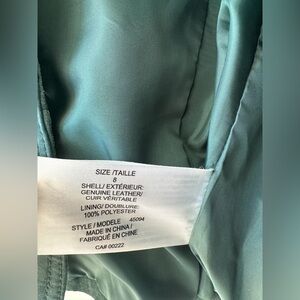 SIZE /TAILLE
8
SHELL/ EXTÉRIEUR:
GENUINE LEATHER/
CUIR VÉRITABLE
LINING/ DOUBLURE:
100% POLYESTER
STYLE / MODELE 45094
MADE IN CHINA /
FABRIQUÉ EN CHINE
CA# 00222